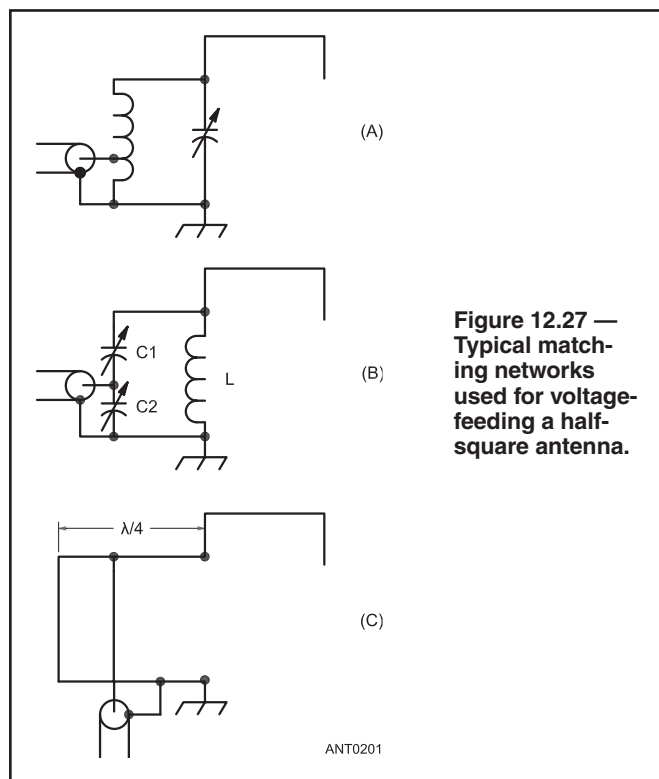 (A)
C1
C2
L
(B)
Figure 12.27 —
Typical match-
ing networks
used for voltage-
feeding a half-
square antenna.
λ/4
(C)
ANT0201